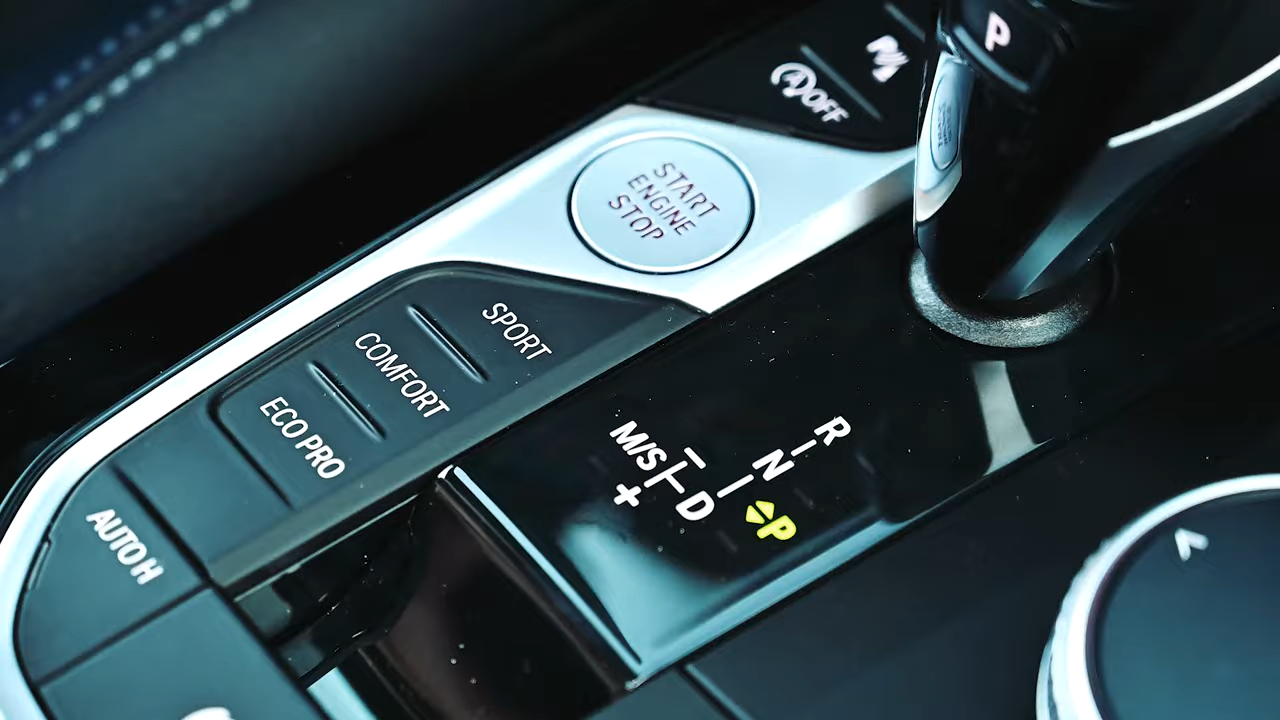 P
OFF
START
ENGINE
STOP
SPORT
COMFORT
ECO PRO
AUTO H
R
N
M/S
+
D
P